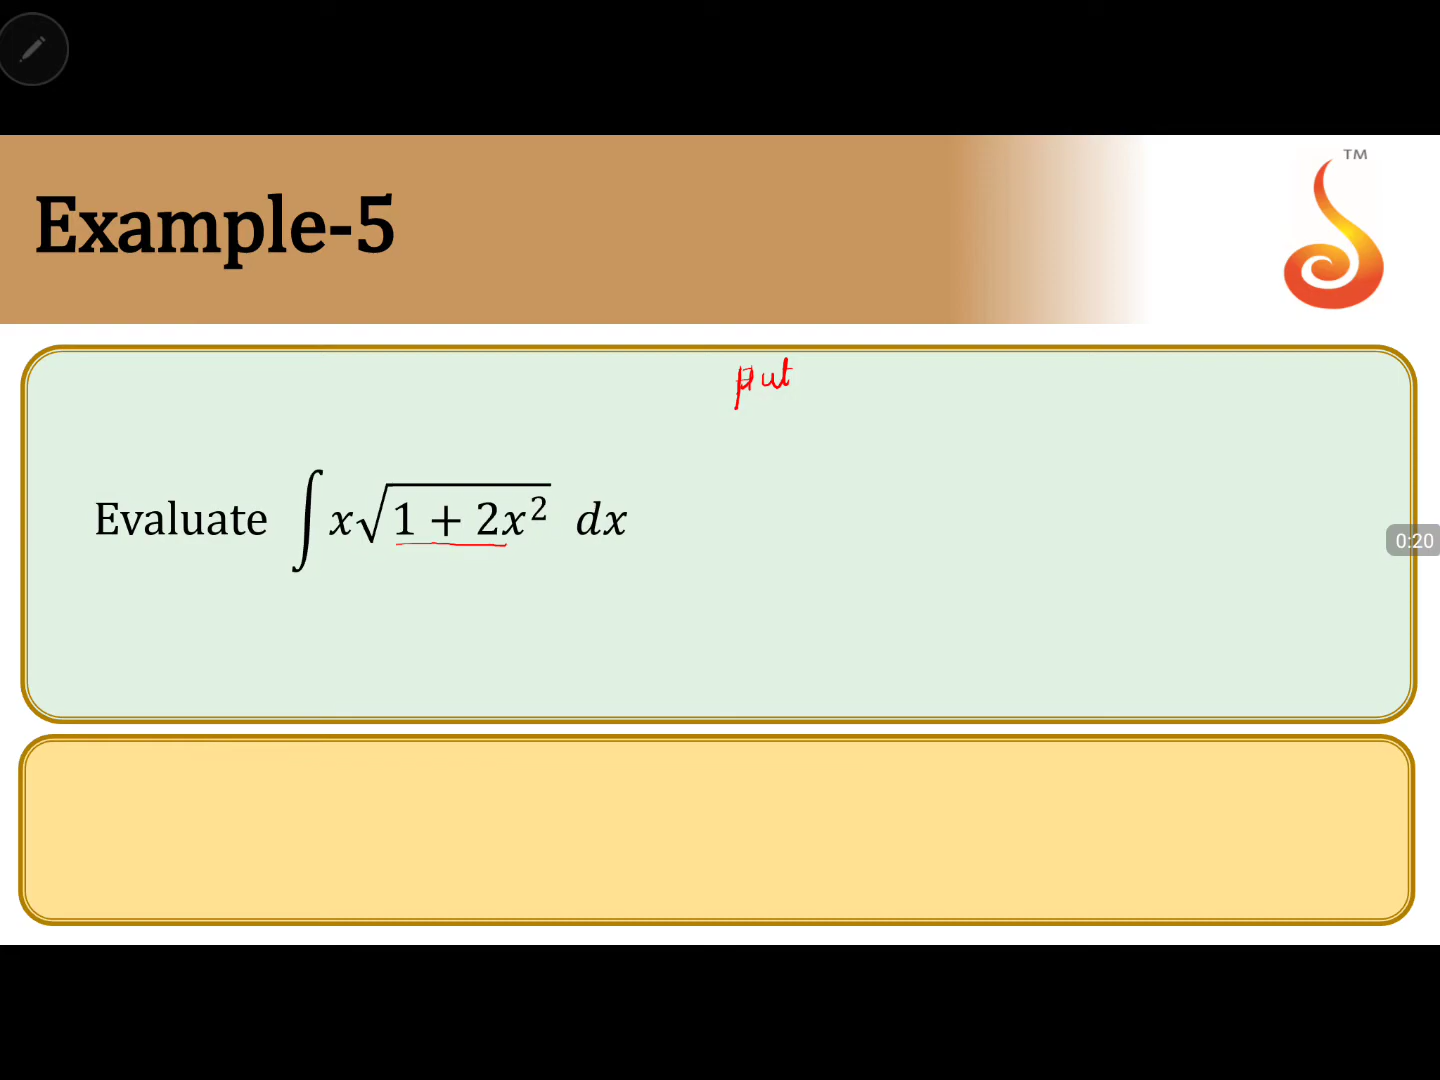 TM
Example-5
put
Evaluate ∫ x√(1 + 2x²) dx
0:20